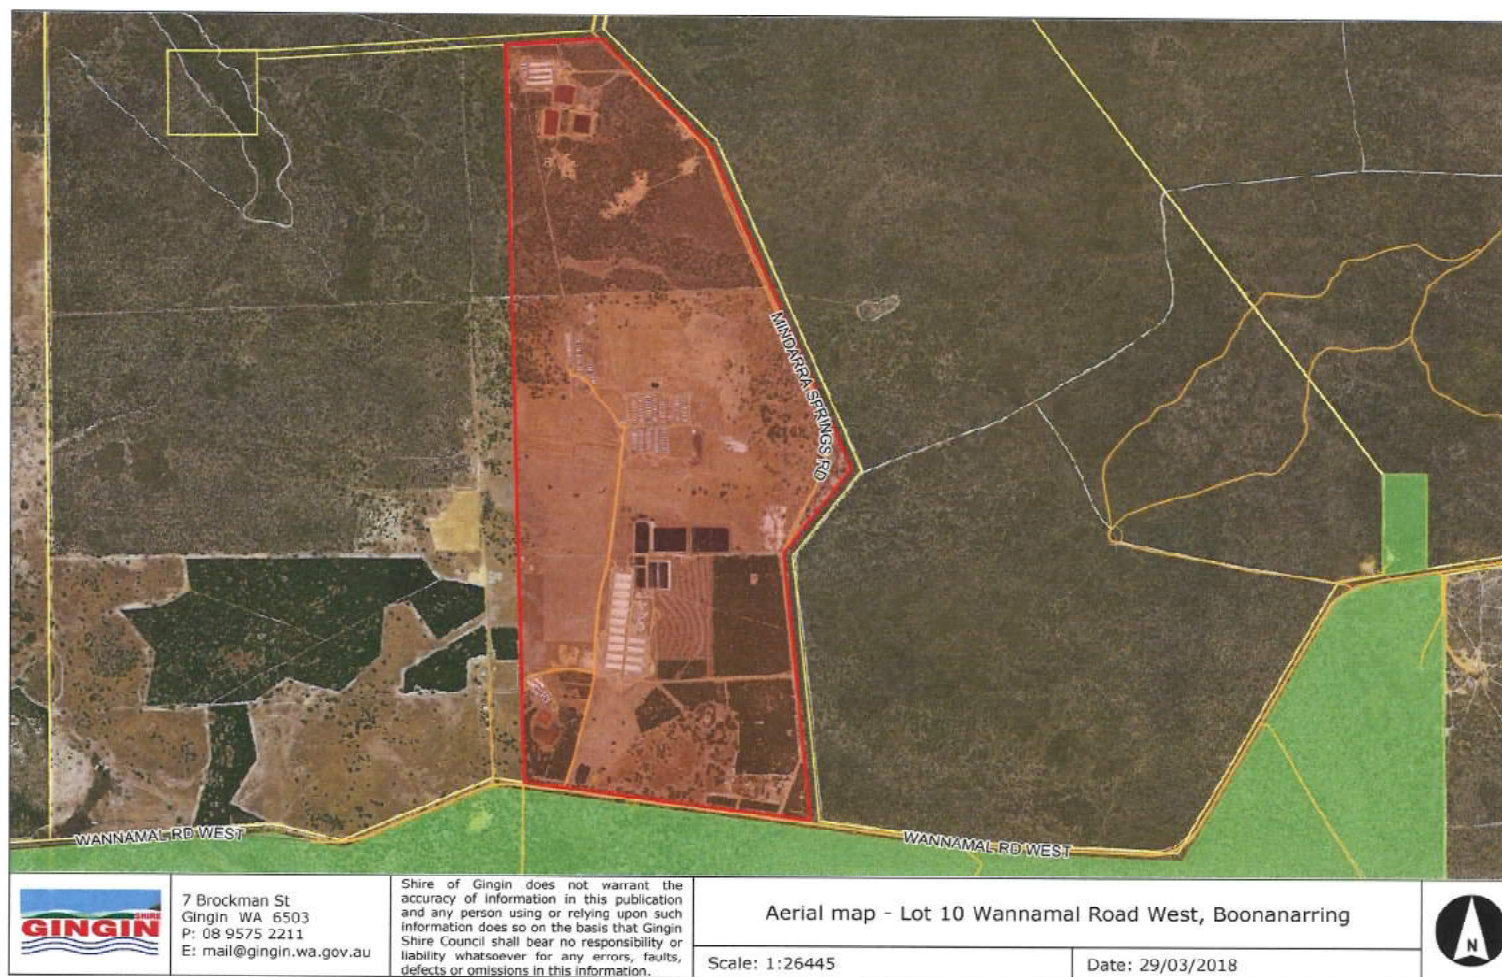 MINDARRA SPRINGS RD
WANNAMAL RD WEST
WANNAMAL RD WEST
SHIRE
GINGIN
7 Brockman St
Gingin WA 6503
P: 08 9575 2211
E: mail@gingin.wa.gov.au
Shire of Gingin does not warrant the
accuracy of information in this publication
and any person using or relying upon such
information does so on the basis that Gingin
Shire Council shall bear no responsibility or
liability whatsoever for any errors, faults,
defects or omissions in this information.
Aerial map - Lot 10 Wannamal Road West, Boonanarring
Scale: 1:26445
Date: 29/03/2018
N